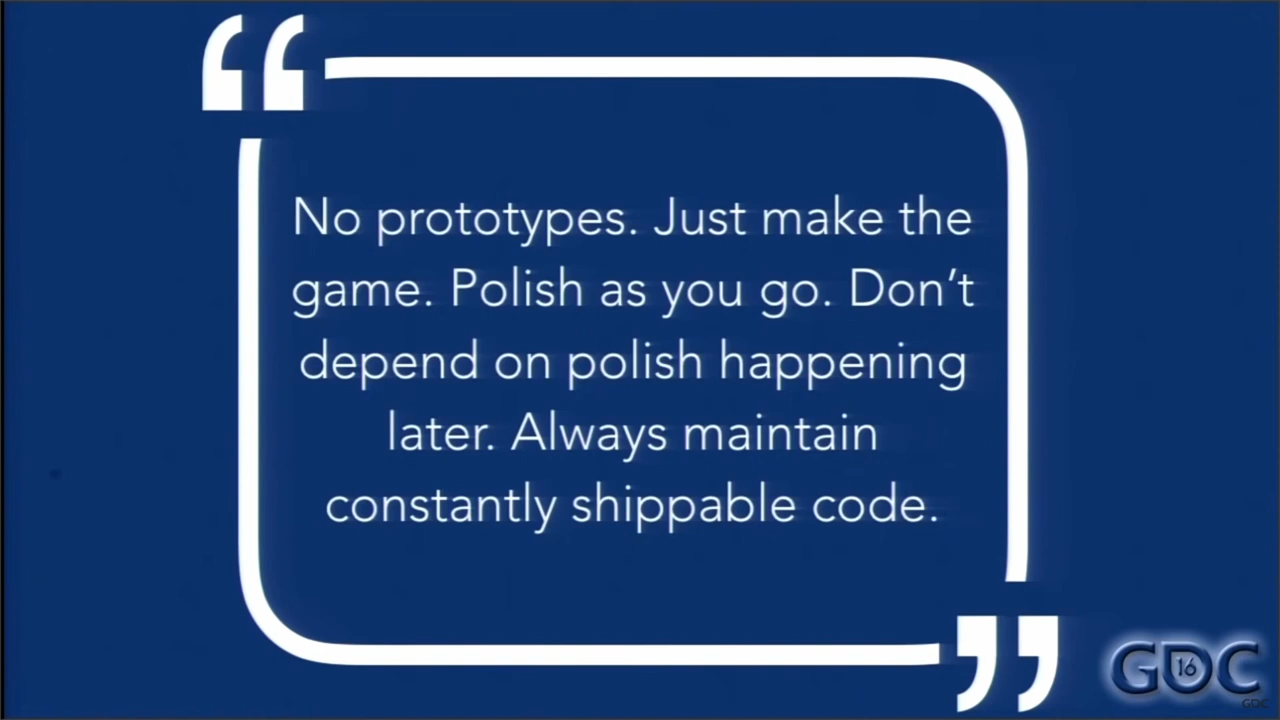 “
No prototypes. Just make the
game. Polish as you go. Don’t
depend on polish happening
later. Always maintain
constantly shippable code.
”
GDC 16
GDC